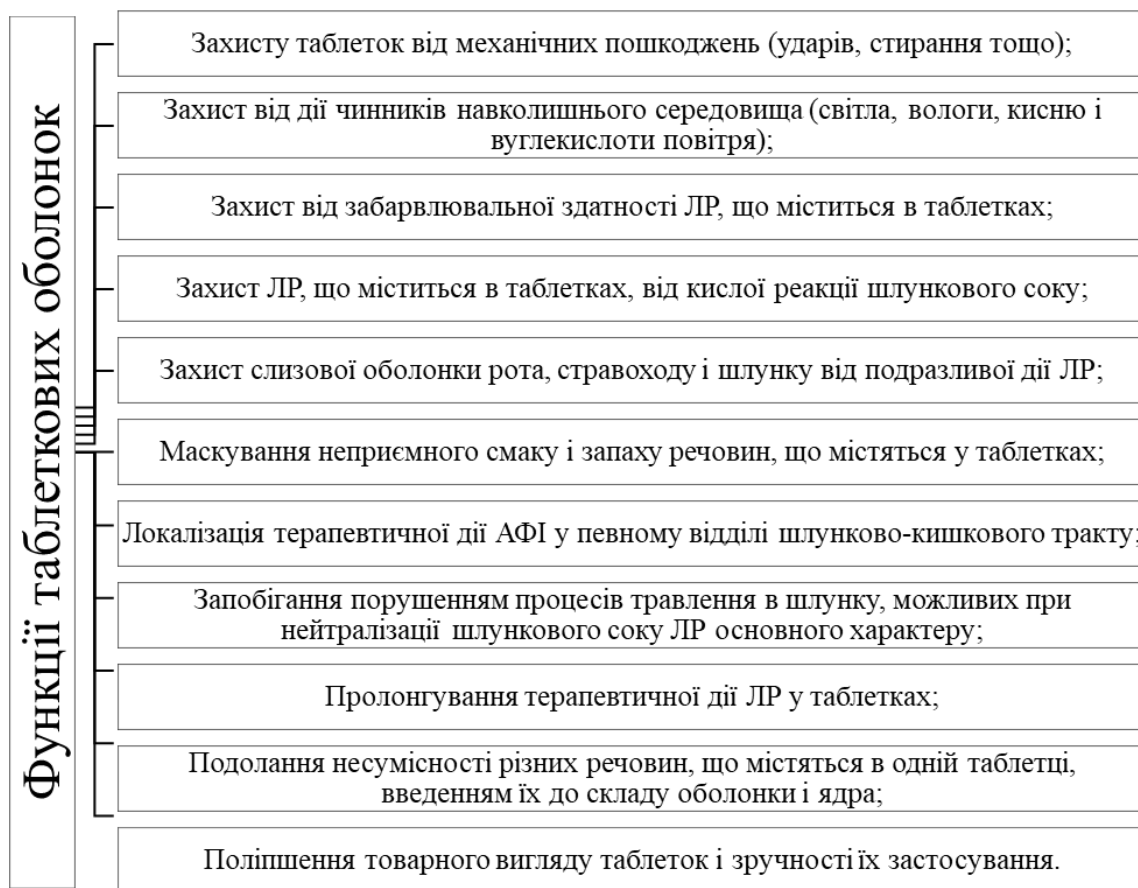 Функції таблеткових оболонок
Захисту таблеток від механічних пошкоджень (ударів, стирання тощо);
Захист від дії чинників навколишнього середовища (світла, вологи, кисню і
вуглекислоти повітря);
Захист від забарвлювальної здатності ЛР, що міститься в таблетках;
Захист ЛР, що міститься в таблетках, від кислої реакції шлункового соку;
Захист слизової оболонки рота, стравоходу і шлунку від подразливої дії ЛР;
Маскування неприємного смаку і запаху речовин, що містяться у таблетках;
Локалізація терапевтичної дії АФІ у певному відділі шлунково-кишкового тракту;
Запобігання порушенням процесів травлення в шлунку, можливих при
нейтралізації шлункового соку ЛР основного характеру;
Пролонгування терапевтичної дії ЛР у таблетках;
Подолання несумісності різних речовин, що містяться в одній таблетці,
введенням їх до складу оболонки і ядра;
Поліпшення товарного вигляду таблеток і зручності їх застосування.